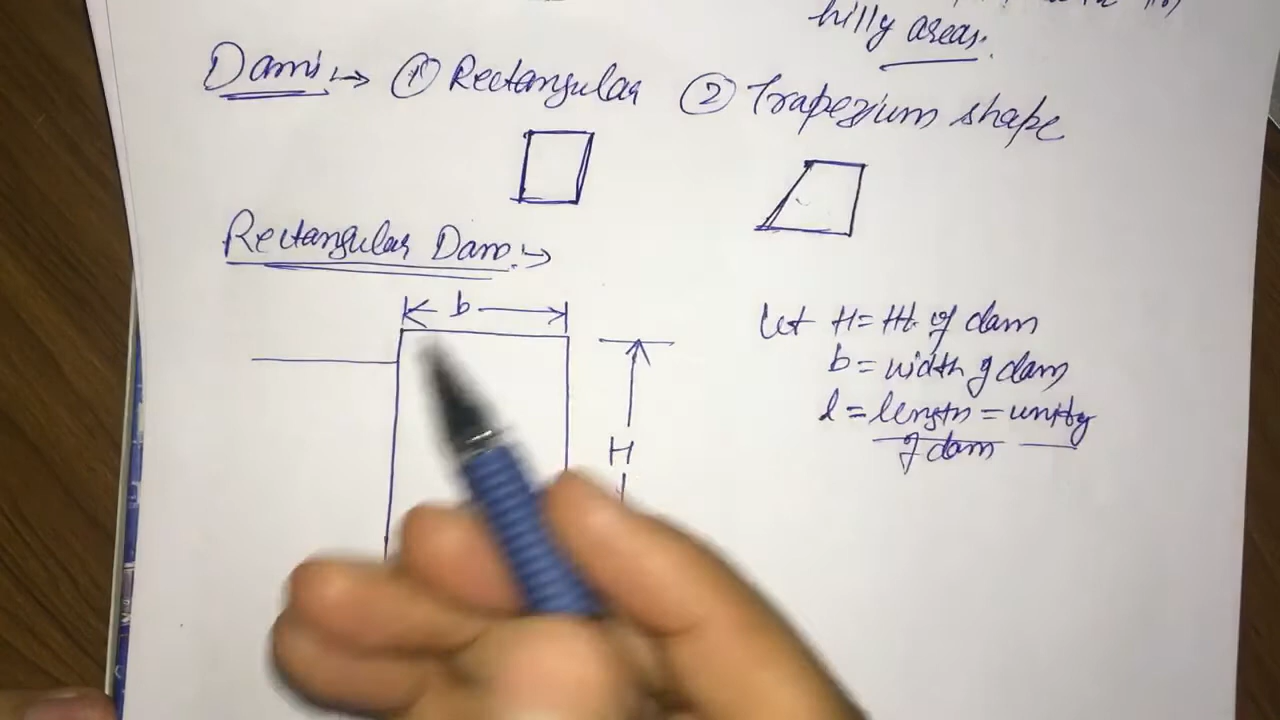 hilly areas.
Dam:→ ① Rectangular ② Trapezium shape
Rectangular Dam:→
b
H
Let H = Ht. of dam
b = width of dam
l = length = unity
of dam